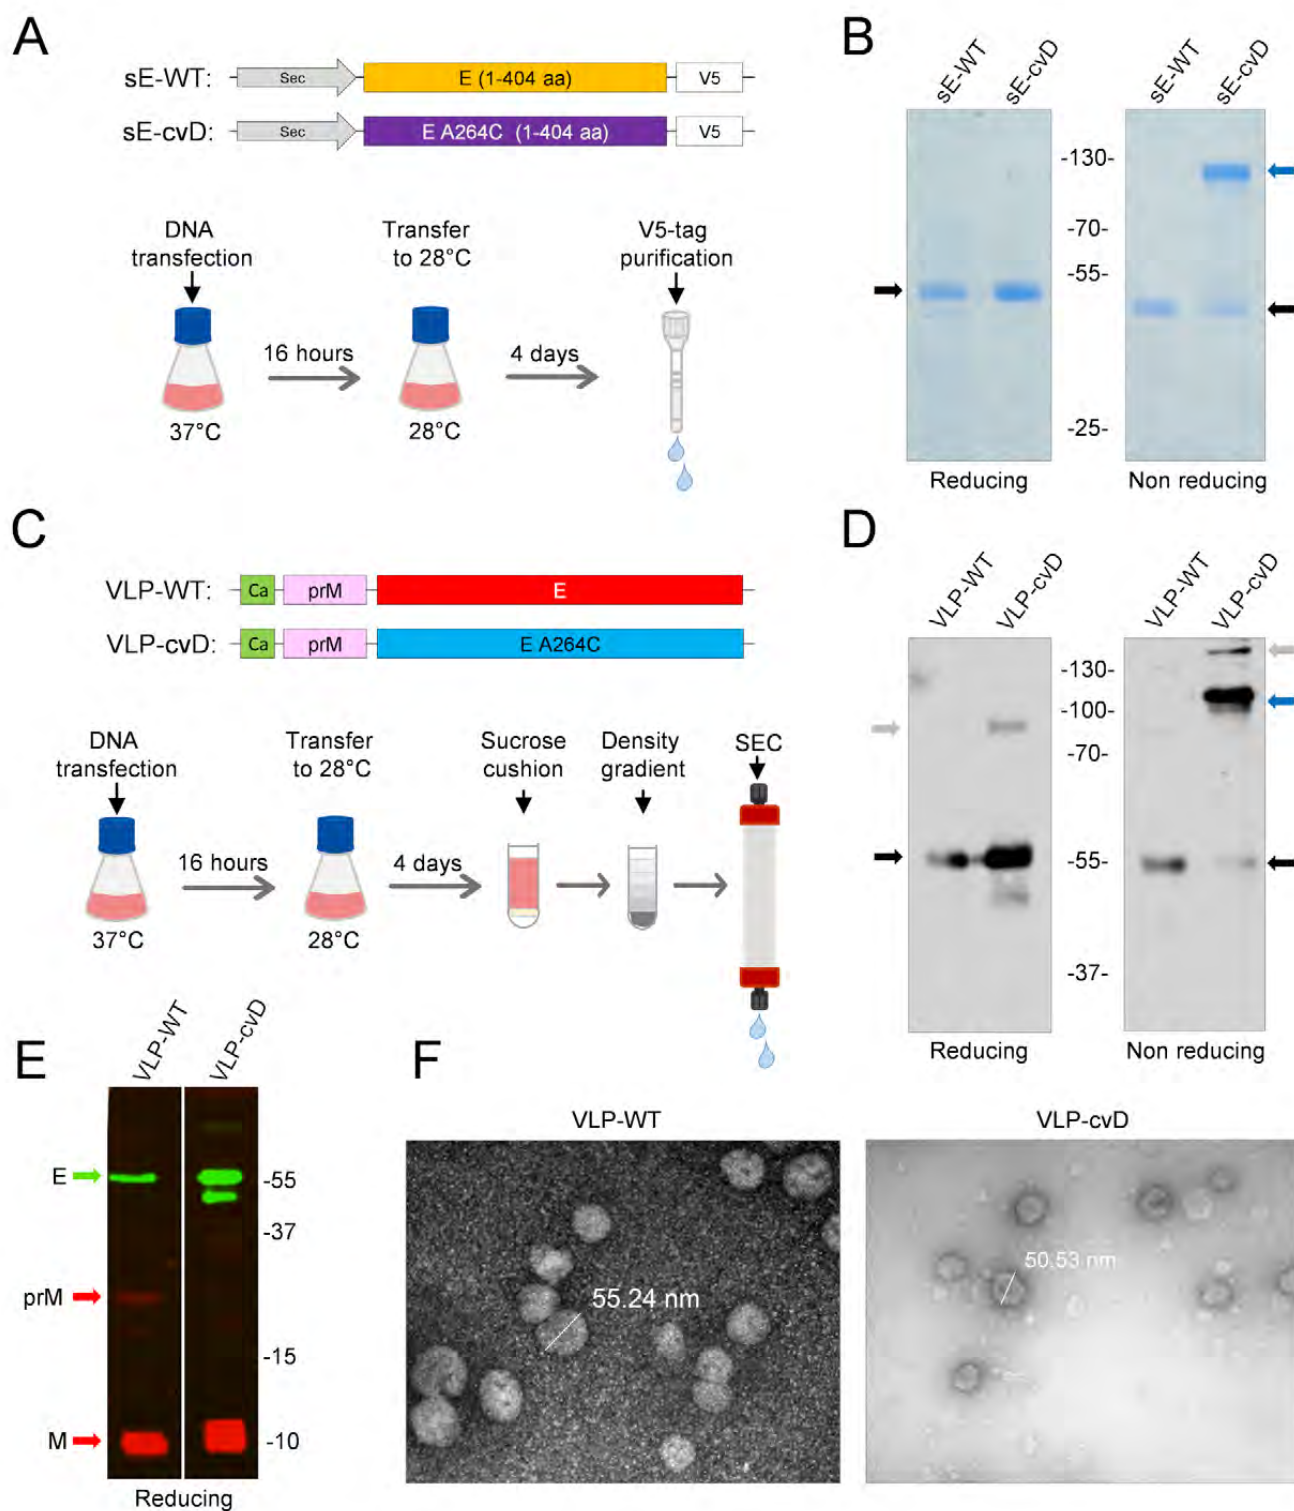 A
sE-WT:
Sec
E (1-404 aa)
V5
sE-cvD:
Sec
E A264C (1-404 aa)
V5
DNA
transfection
Transfer
to 28°C
V5-tag
purification
16 hours
4 days
37°C
28°C
B
sE-WT
sE-cvD
sE-WT
sE-cvD
-130-
-70-
-55-
-25-
Reducing
Non reducing
C
VLP-WT:
Ca
prM
E
VLP-cvD:
Ca
prM
E A264C
DNA
transfection
Transfer
to 28°C
Sucrose
cushion
Density
gradient
SEC
16 hours
4 days
37°C
28°C
D
VLP-WT
VLP-cvD
VLP-WT
VLP-cvD
-130-
-100-
-70-
-55-
-37-
Reducing
Non reducing
E
VLP-WT
VLP-cvD
E
prM
M
-55
-37
-15
-10
Reducing
F
VLP-WT
VLP-cvD
55.24 nm
50.53 nm